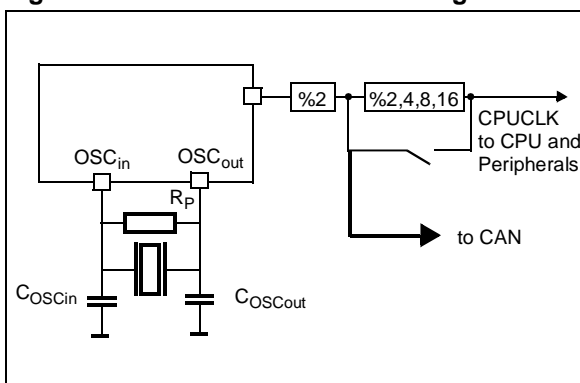 %2
%2,4,8,16
CPUCLK
to CPU and
Peripherals
OSCin
OSCout
RP
to CAN
COSCin
COSCout